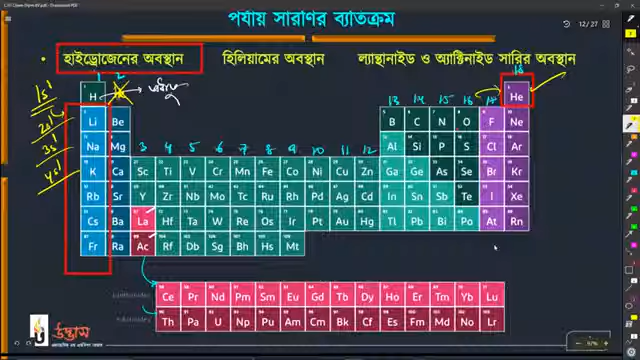 পর্যায় সারণির ব্যতিক্রম
• হাইড্রোজেনের অবস্থান হিলিয়ামের অবস্থান ল্যান্থানাইড ও অ্যাক্টিনাইড সারির অবস্থান
12 / 27
1 2 18
1s¹ H He
13 14 15 16 17
2s¹ Li Be B C N O F Ne
3s¹ Na Mg 3 4 5 6 7 8 9 10 11 12 Al Si P S Cl Ar
4s¹ K Ca Sc Ti V Cr Mn Fe Co Ni Cu Zn Ga Ge As Se Br Kr
Rb Sr Y Zr Nb Mo Tc Ru Rh Pd Ag Cd In Sn Sb Te I Xe
Cs Ba La Hf Ta W Re Os Ir Pt Au Hg Tl Pb Bi Po At Rn
Fr Ra Ac Rf Db Sg Bh Hs Mt
Ce Pr Nd Pm Sm Eu Gd Tb Dy Ho Er Tm Yb Lu
Th Pa U Np Pu Am Cm Bk Cf Es Fm Md No Lr
উদ্ভাস